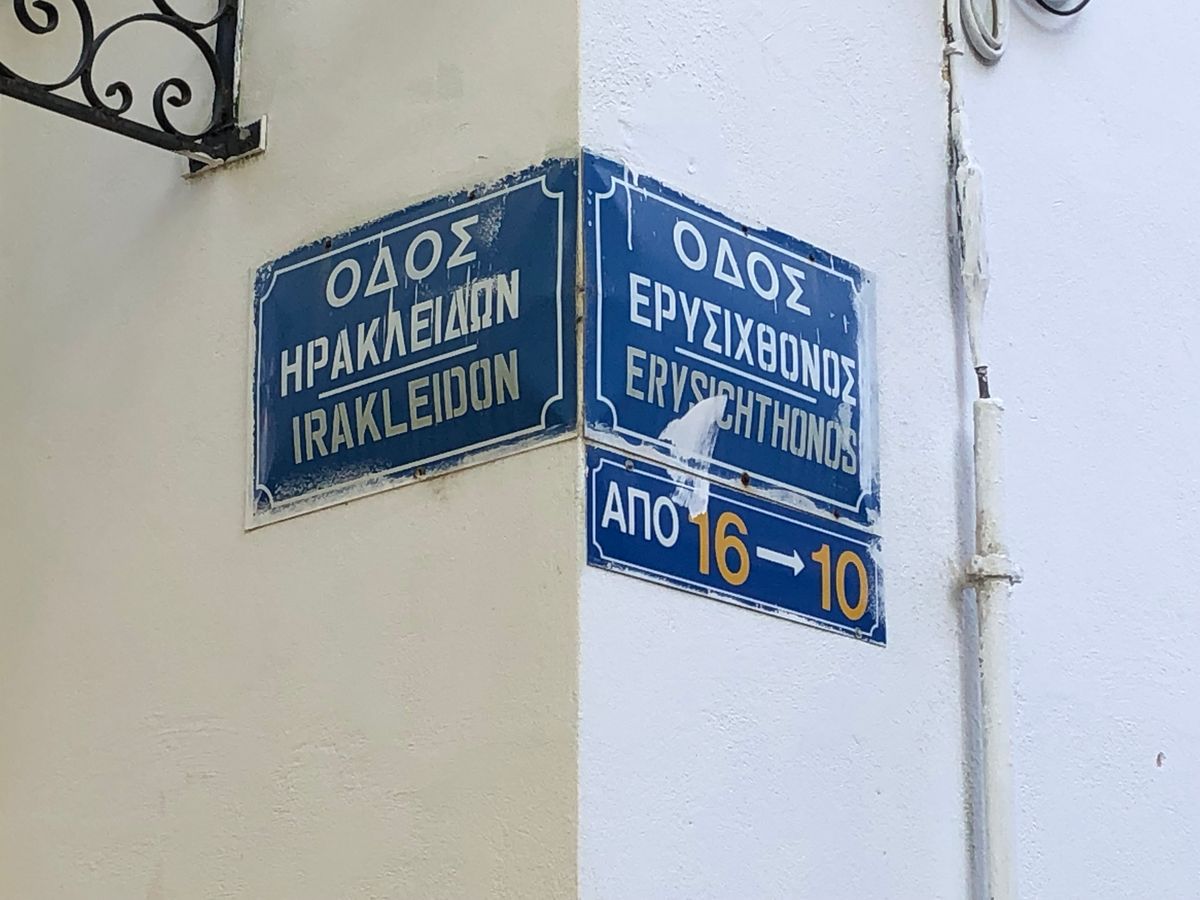 ΟΔΟΣ
ΗΡΑΚΛΕΙΔΩΝ
IRAKLEIDON
ΟΔΟΣ
ΕΡΥΣΙΧΘΟΝΟΣ
ERYSICHTHONOS
ΑΠΟ 16→10